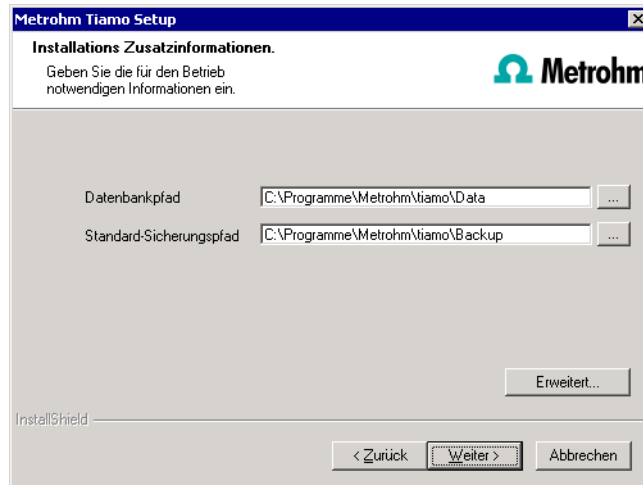 Metrohm Tiamo Setup
Installations Zusatzinformationen.
Geben Sie die für den Betrieb
notwendigen Informationen ein.
Metrohm
Datenbankpfad
C:\Programme\Metrohm\tiamo\Data
...
Standard-Sicherungspfad
C:\Programme\Metrohm\tiamo\Backup
...
Erweitert...
InstallShield
< Zurück
Weiter >
Abbrechen